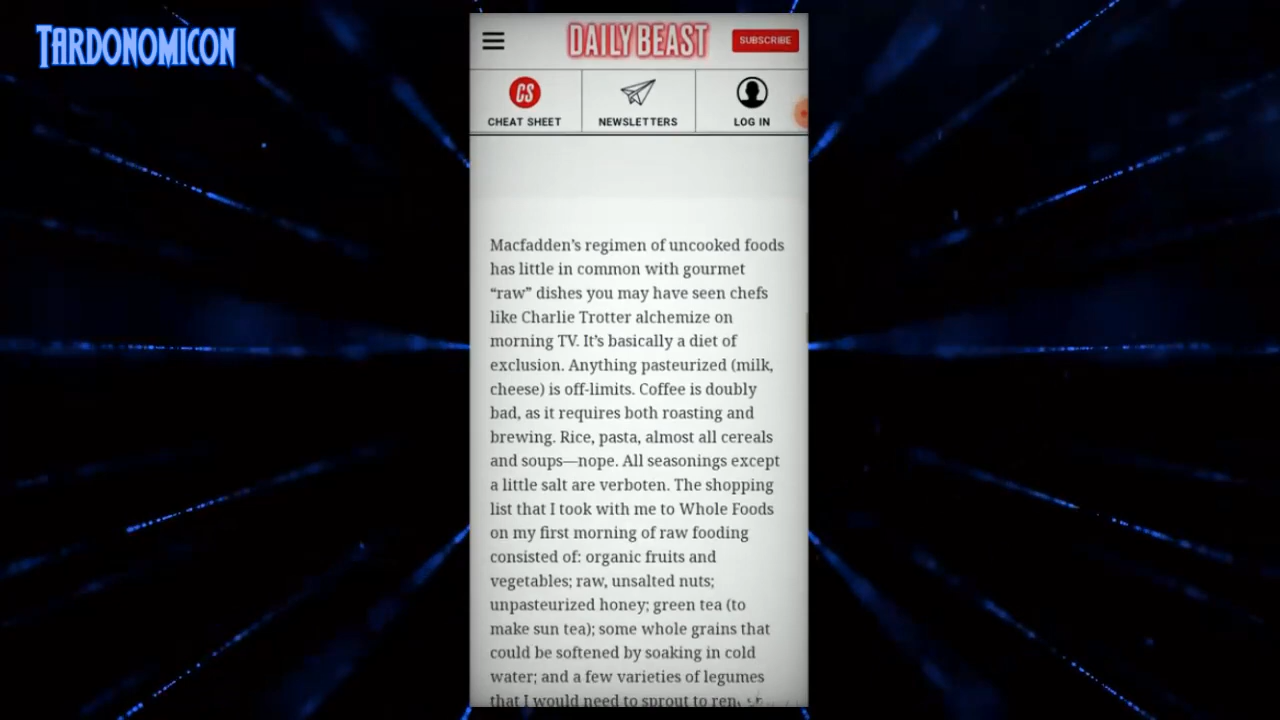 TARDONOMICON
DAILY BEAST
SUBSCRIBE
CS
CHEAT SHEET
NEWSLETTERS
LOG IN
Macfadden’s regimen of uncooked foods
has little in common with gourmet
“raw” dishes you may have seen chefs
like Charlie Trotter alchemize on
morning TV. It’s basically a diet of
exclusion. Anything pasteurized (milk,
cheese) is off-limits. Coffee is doubly
bad, as it requires both roasting and
brewing. Rice, pasta, almost all cereals
and soups—nope. All seasonings except
a little salt are verboten. The shopping
list that I took with me to Whole Foods
on my first morning of raw fooding
consisted of: organic fruits and
vegetables; raw, unsalted nuts;
unpasteurized honey; green tea (to
make sun tea); some whole grains that
could be softened by soaking in cold
water; and a few varieties of legumes
that I would need to sprout to